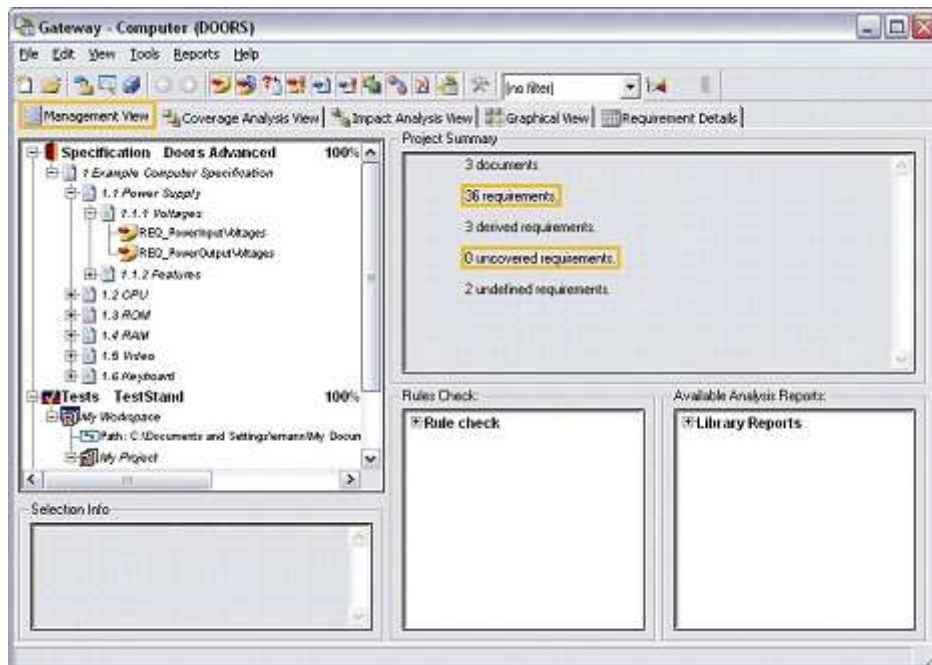 Gateway - Computer (DOORS)
File Edit View Tools Reports Help
[no filter]
Management View Coverage Analysis View Impact Analysis View Graphical View Requirement Details
Specification Doors Advanced 100%
1 Example Computer Specification
1.1 Power Supply
1.1.1 Voltages
REQ_PowerInputVoltages
REQ_PowerOutputVoltages
1.1.2 Features
1.2 CPU
1.3 ROM
1.4 RAM
1.5 Video
1.6 Keyboard
Tests TestStand 100%
My Workspace
Path: C:\Documents and Settings\emann\My Docun
My Project
Selection Info
Project Summary
3 documents
36 requirements.
3 derived requirements.
0 uncovered requirements.
2 undefined requirements.
Rules Check:
Rule check
Available Analysis Reports:
Library Reports